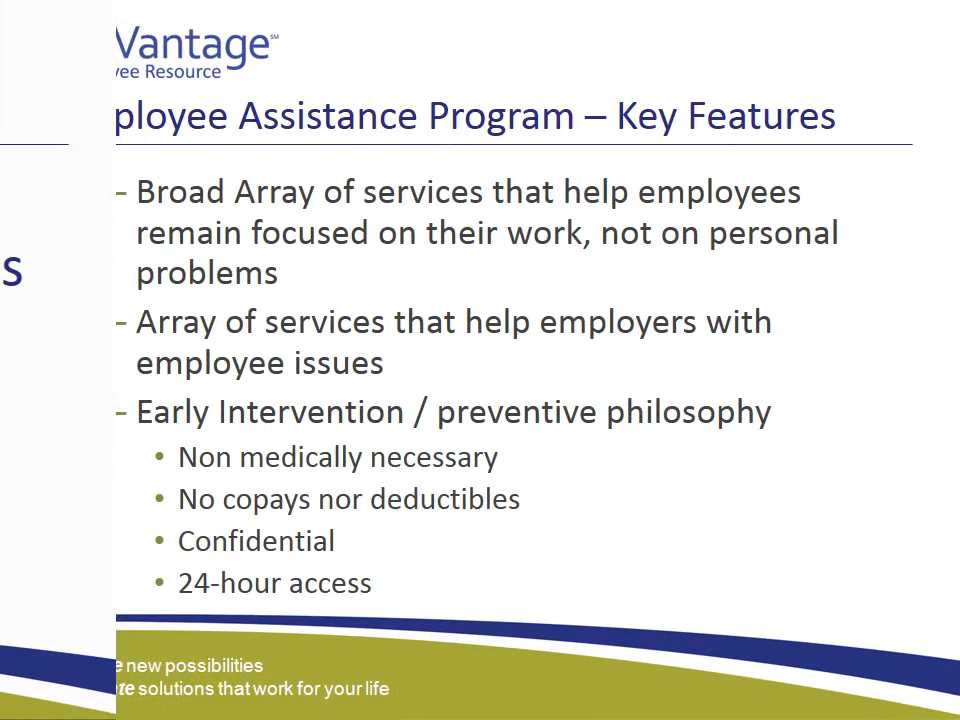 Vantage℠
yee Resource
ployee Assistance Program – Key Features
- Broad Array of services that help employees
remain focused on their work, not on personal
problems
s
- Array of services that help employers with
employee issues
- Early Intervention / preventive philosophy
• Non medically necessary
• No copays nor deductibles
• Confidential
• 24-hour access
e new possibilities
te solutions that work for your life